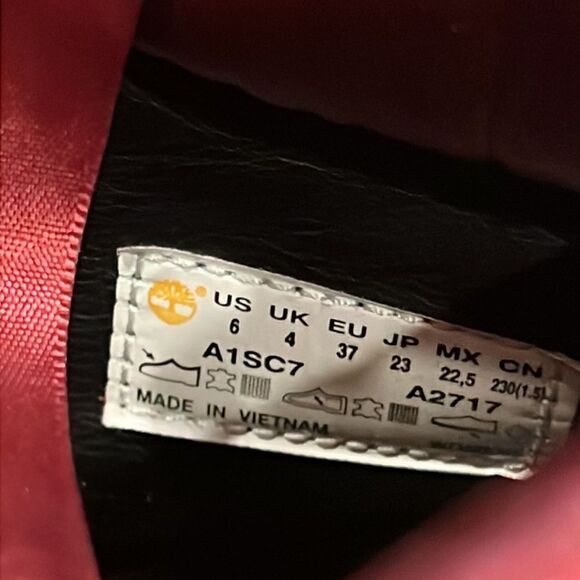 US UK EU JP MX CN
6 4 37 23 22,5 230(1.5)
A1SC7 A2717
MADE IN VIETNAM